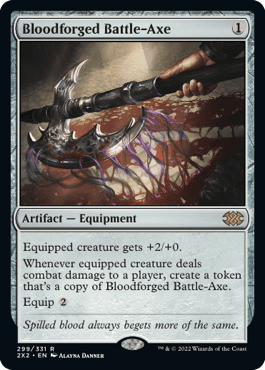 Bloodforged Battle-Axe 1
Artifact — Equipment
Equipped creature gets +2/+0.
Whenever equipped creature deals
combat damage to a player, create a token
that's a copy of Bloodforged Battle-Axe.
Equip 2
Spilled blood always begets more of the same.
299/331 R
2X2 • EN ALAYNA DANNER
™ & © 2022 Wizards of the Coast